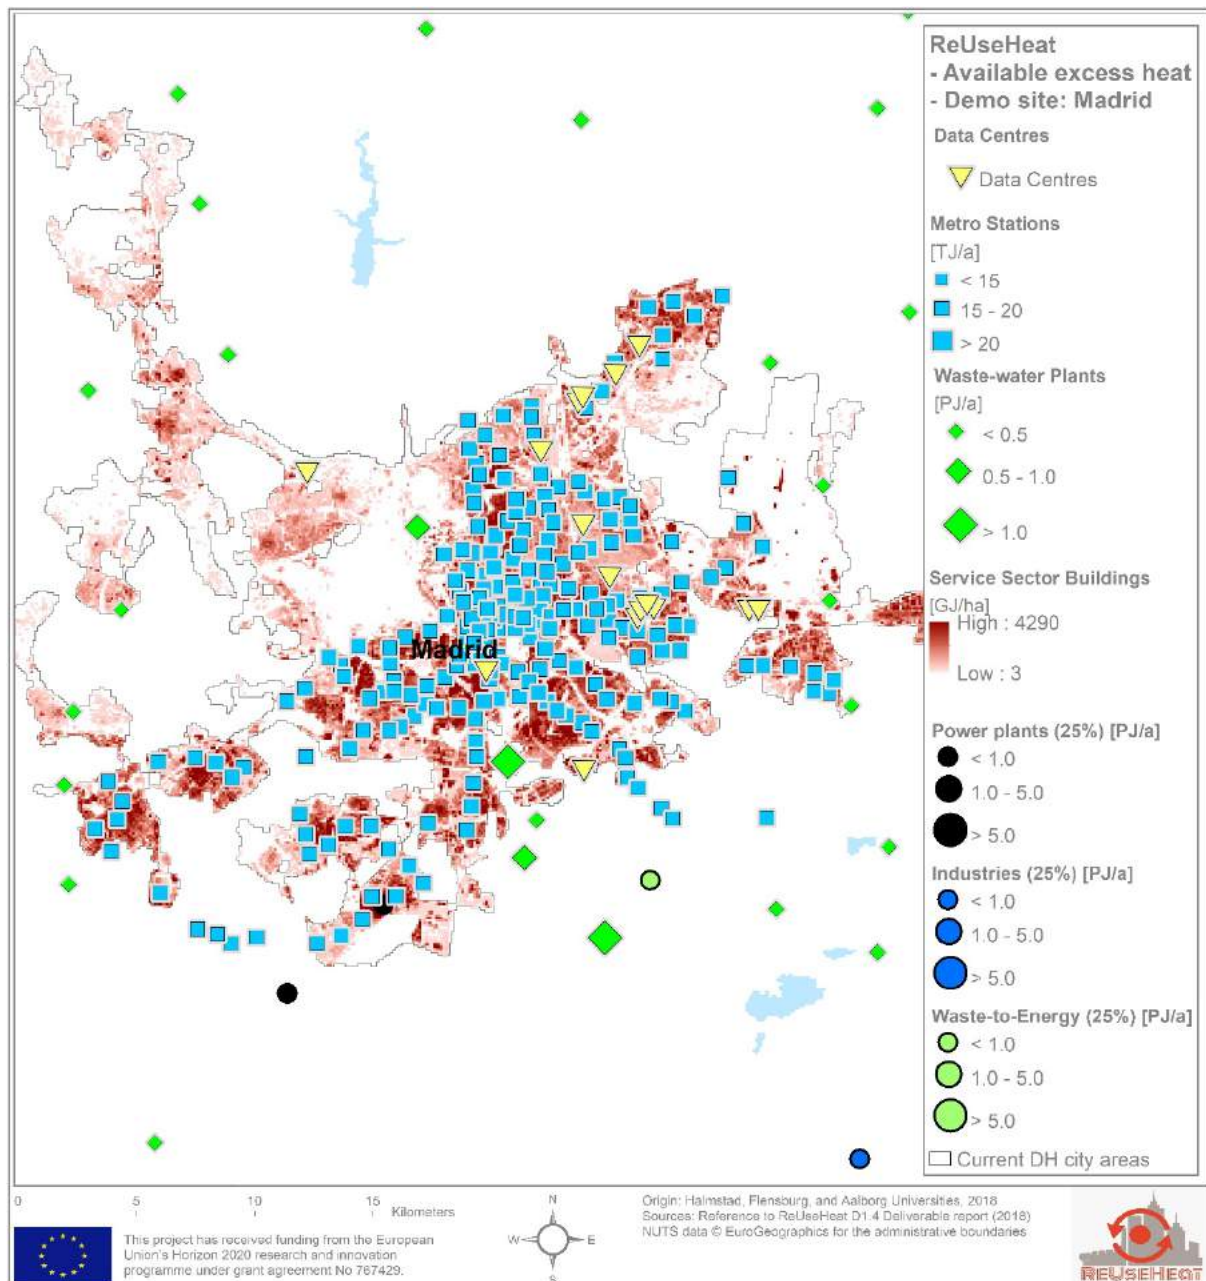 ReUseHeat
- Available excess heat
- Demo site: Madrid
Data Centres
Data Centres
Metro Stations
[TJ/a]
< 15
15 - 20
> 20
Waste-water Plants
[PJ/a]
< 0.5
0.5 - 1.0
> 1.0
Service Sector Buildings
[GJ/ha]
High : 4290
Low : 3
Power plants (25%) [PJ/a]
< 1.0
1.0 - 5.0
> 5.0
Industries (25%) [PJ/a]
< 1.0
1.0 - 5.0
> 5.0
Waste-to-Energy (25%) [PJ/a]
< 1.0
1.0 - 5.0
> 5.0
Current DH city areas
Madrid
0 5 10 15
Kilometers
This project has received funding from the European
Union's Horizon 2020 research and innovation
programme under grant agreement No 767429.
N
W E
S
Origin: Halmstad, Flensburg, and Aalborg Universities, 2018
Sources: Reference to ReUseHeat D1.4 Deliverable report (2018)
NUTS data © EuroGeographics for the administrative boundaries
REUSEHEAT